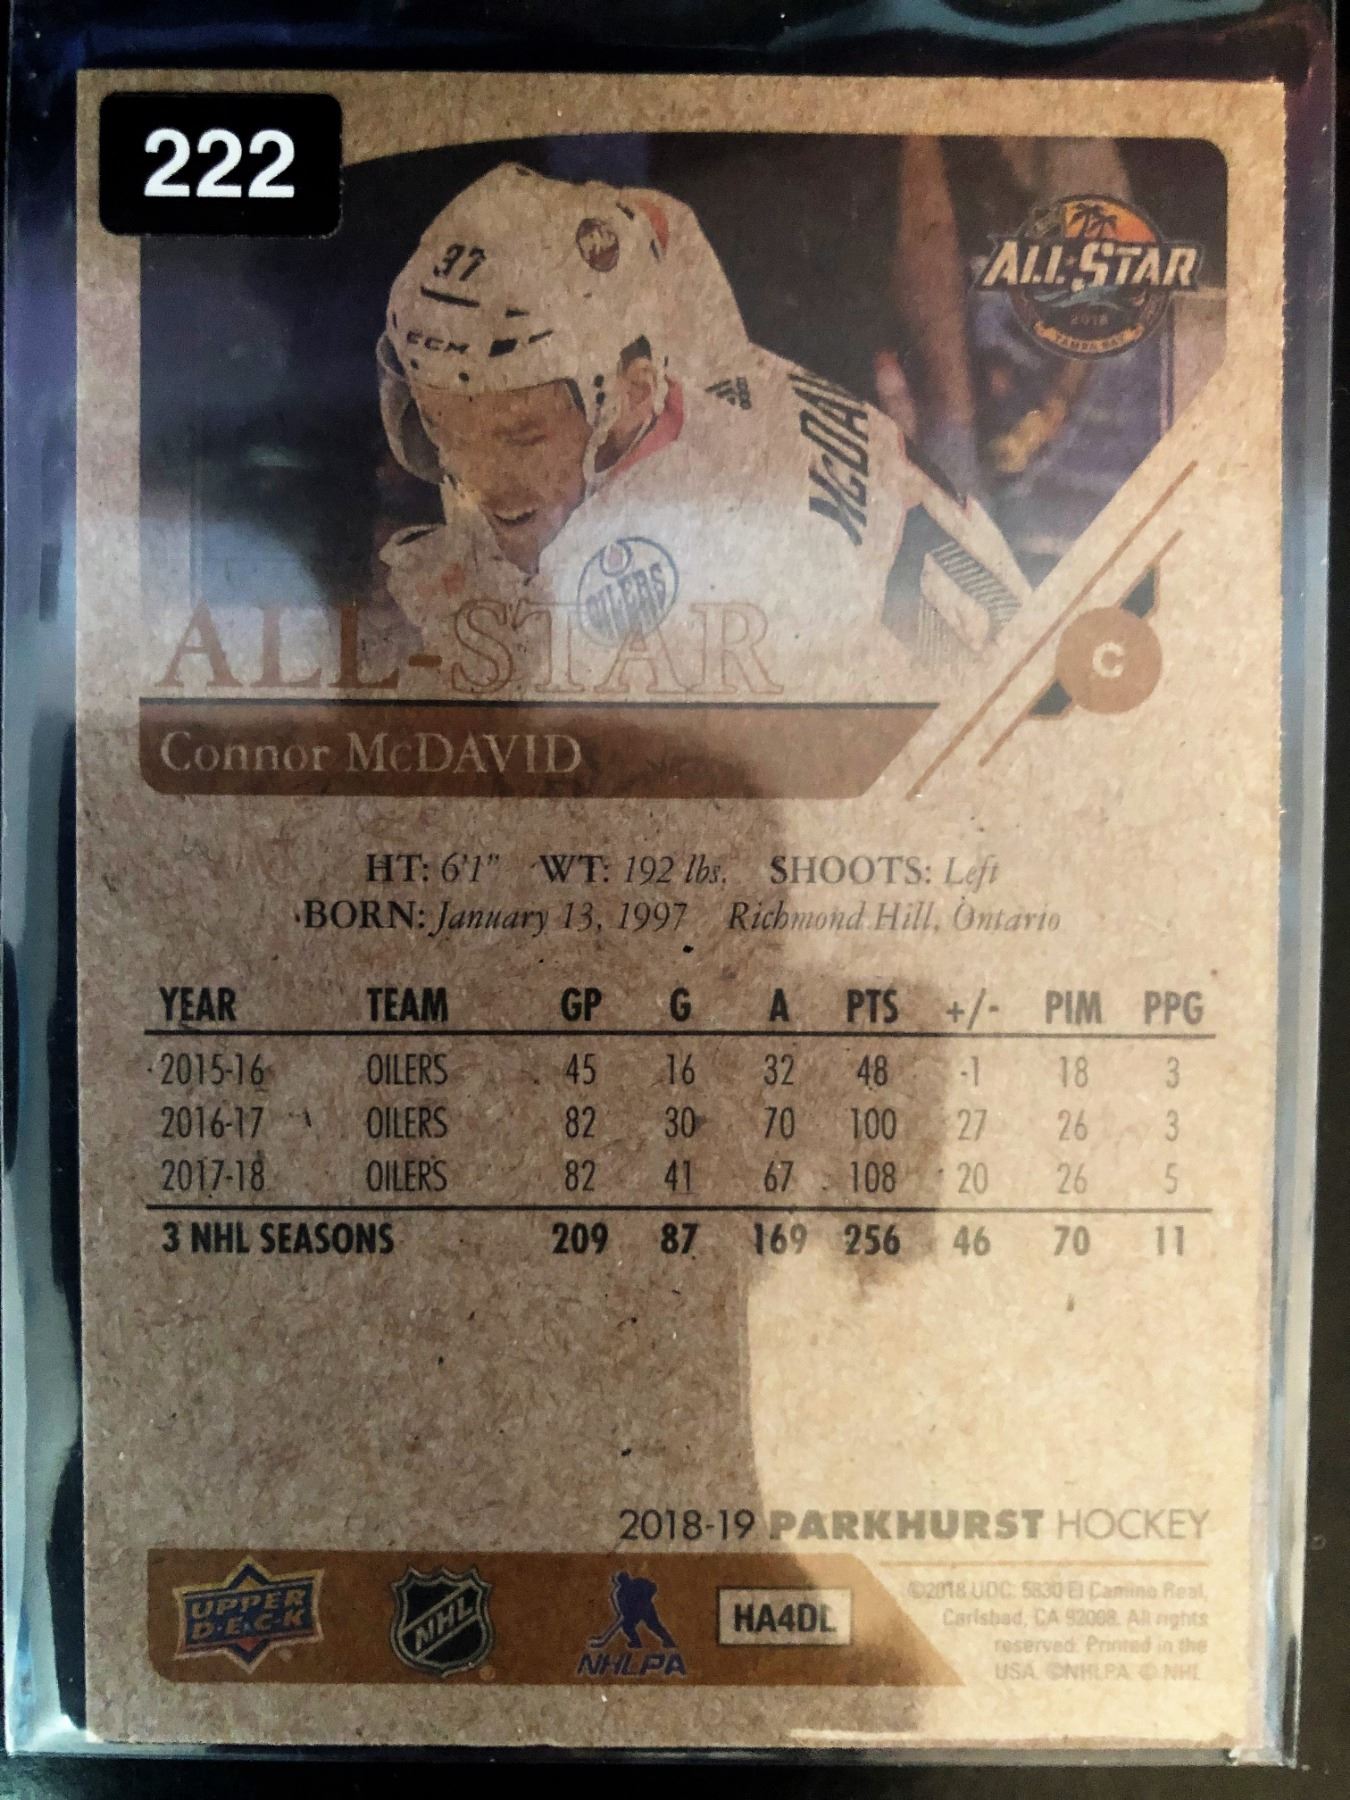 222
97
CCM
McDAV
ALL STAR
2018
TAMPA BAY
OILERS
ALL-STAR
C
Connor McDAVID
HT: 6'1" WT: 192 lbs. SHOOTS: Left
BORN: January 13, 1997 Richmond Hill, Ontario
YEAR TEAM GP G A PTS +/- PIM PPG
2015-16 OILERS 45 16 32 48 -1 18 3
2016-17 OILERS 82 30 70 100 27 26 3
2017-18 OILERS 82 41 67 108 20 26 5
3 NHL SEASONS 209 87 169 256 46 70 11
2018-19 PARKHURST HOCKEY
UPPER
D·E·C·K
NHL
NHLPA
HA4DL
©2018 UDC. 5830 El Camino Real,
Carlsbad, CA 92008. All rights
reserved. Printed in the
USA. ©NHLPA. © NHL